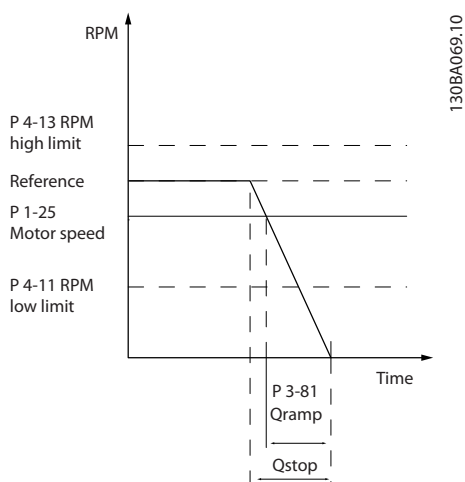 RPM
130BA069.10
P 4-13 RPM
high limit
Reference
P 1-25
Motor speed
P 4-11 RPM
low limit
Time
P 3-81
Qramp
Qstop